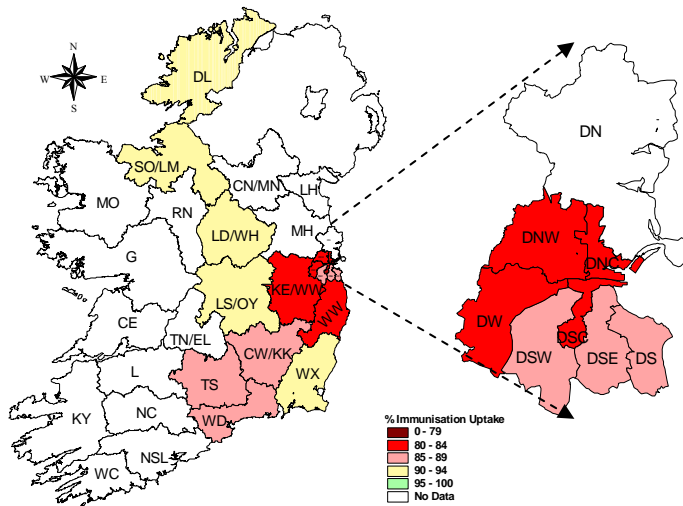 N
W E
S
DL
SO/LM
CN/MN
LH
MO
RN
MH
LD/WH
G
KE/WW
LS/OY
WW
CE
TN/EL
CW/KK
L
TS
WX
KY
NC
WD
NSL
WC
DN
DNW
DNC
DW
DSC
DSW
DSE
DS
% Immunisation Uptake
0 - 79
80 - 84
85 - 89
90 - 94
95 - 100
No Data